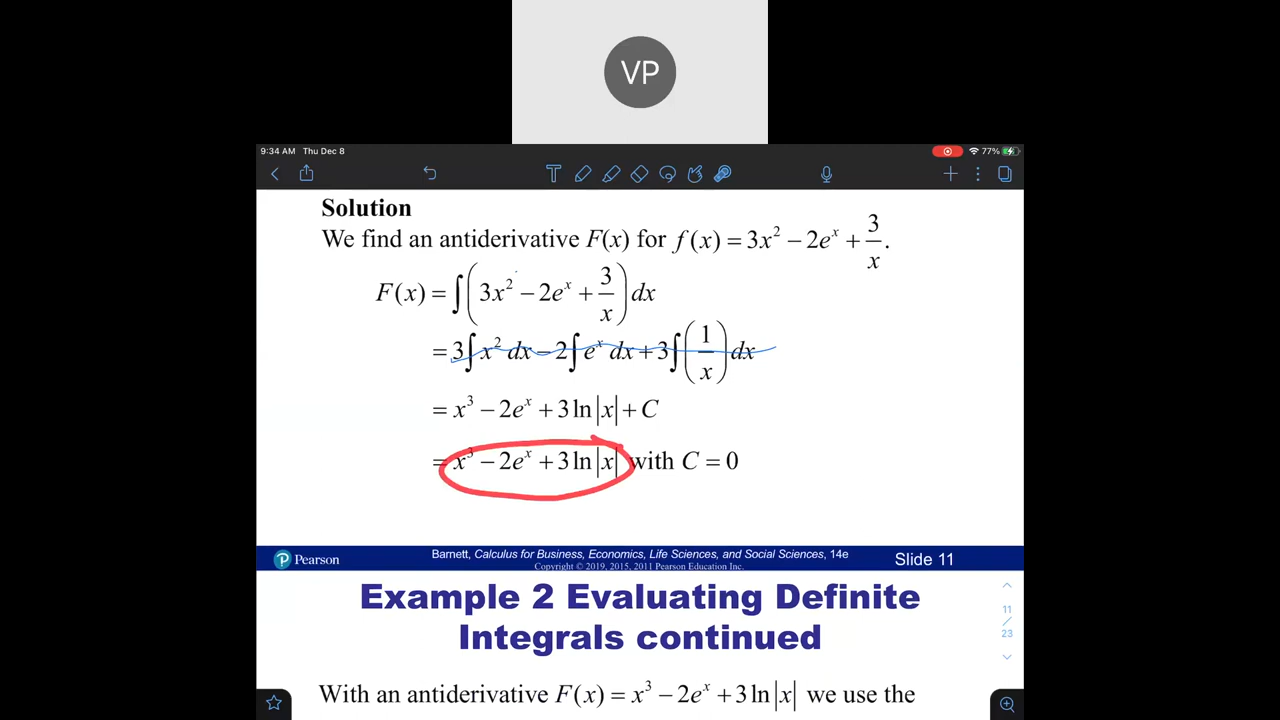 VP
9:34 AM Thu Dec 8
77%
T
Solution
We find an antiderivative F(x) for f(x) = 3x² − 2eˣ + 3/x.
F(x) = ∫(3x² − 2eˣ + 3/x) dx
= 3∫x² dx − 2∫eˣ dx + 3∫(1/x) dx
= x³ − 2eˣ + 3 ln|x| + C
= x³ − 2eˣ + 3 ln|x| with C = 0
P Pearson
Barnett, Calculus for Business, Economics, Life Sciences, and Social Sciences, 14e
Copyright © 2019, 2015, 2011 Pearson Education Inc.
Slide 11
Example 2 Evaluating Definite
Integrals continued
11
/
23
With an antiderivative F(x) = x³ − 2eˣ + 3 ln|x| we use the